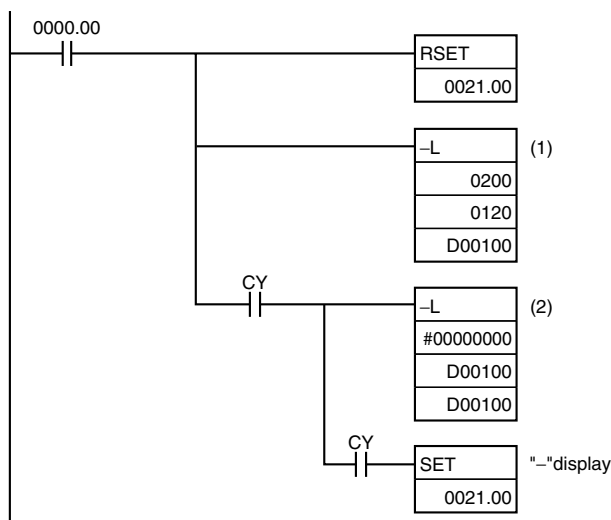 0000.00
RSET
0021.00
–L (1)
0200
0120
D00100
CY
–L (2)
#00000000
D00100
D00100
CY
SET "–"display
0021.00